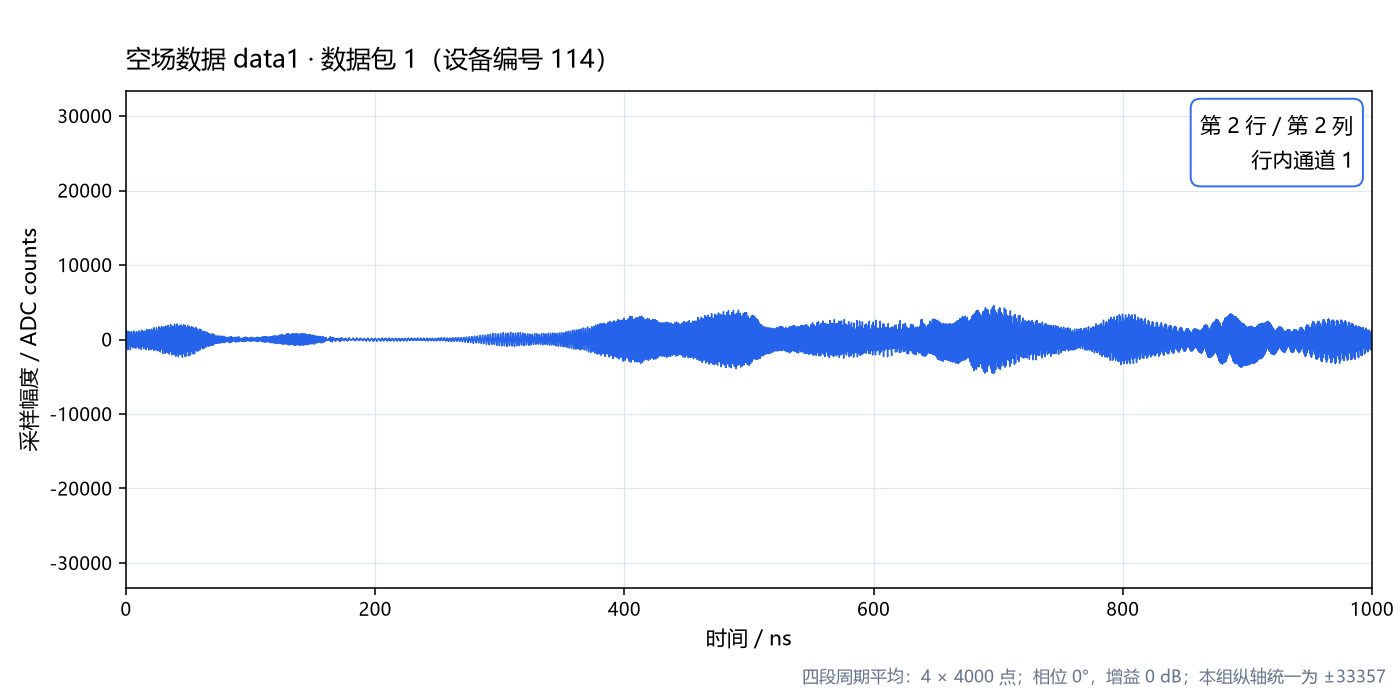 空场数据 data1 · 数据包 1（设备编号 114）
第 2 行 / 第 2 列
行内通道 1
采样幅度 / ADC counts
30000
20000
10000
0
-10000
-20000
-30000
0 200 400 600 800 1000
时间 / ns
四段周期平均：4 × 4000 点；相位 0°，增益 0 dB；本组纵轴统一为 ±33357